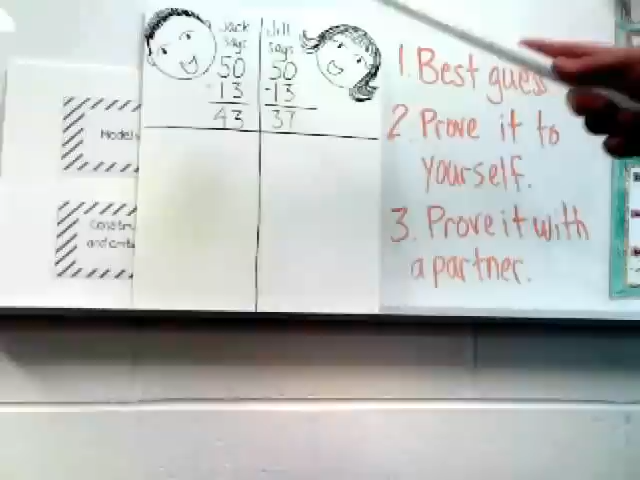 Jack
says
50
-13
43
Jill
says
50
-13
37
1. Best guess
2. Prove it to
yourself.
3. Prove it with
a partner.
Model